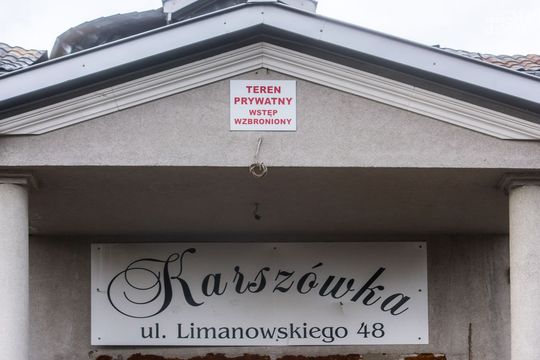 TEREN
PRYWATNY
WSTĘP
WZBRONIONY
Karszówka
ul. Limanowskiego 48